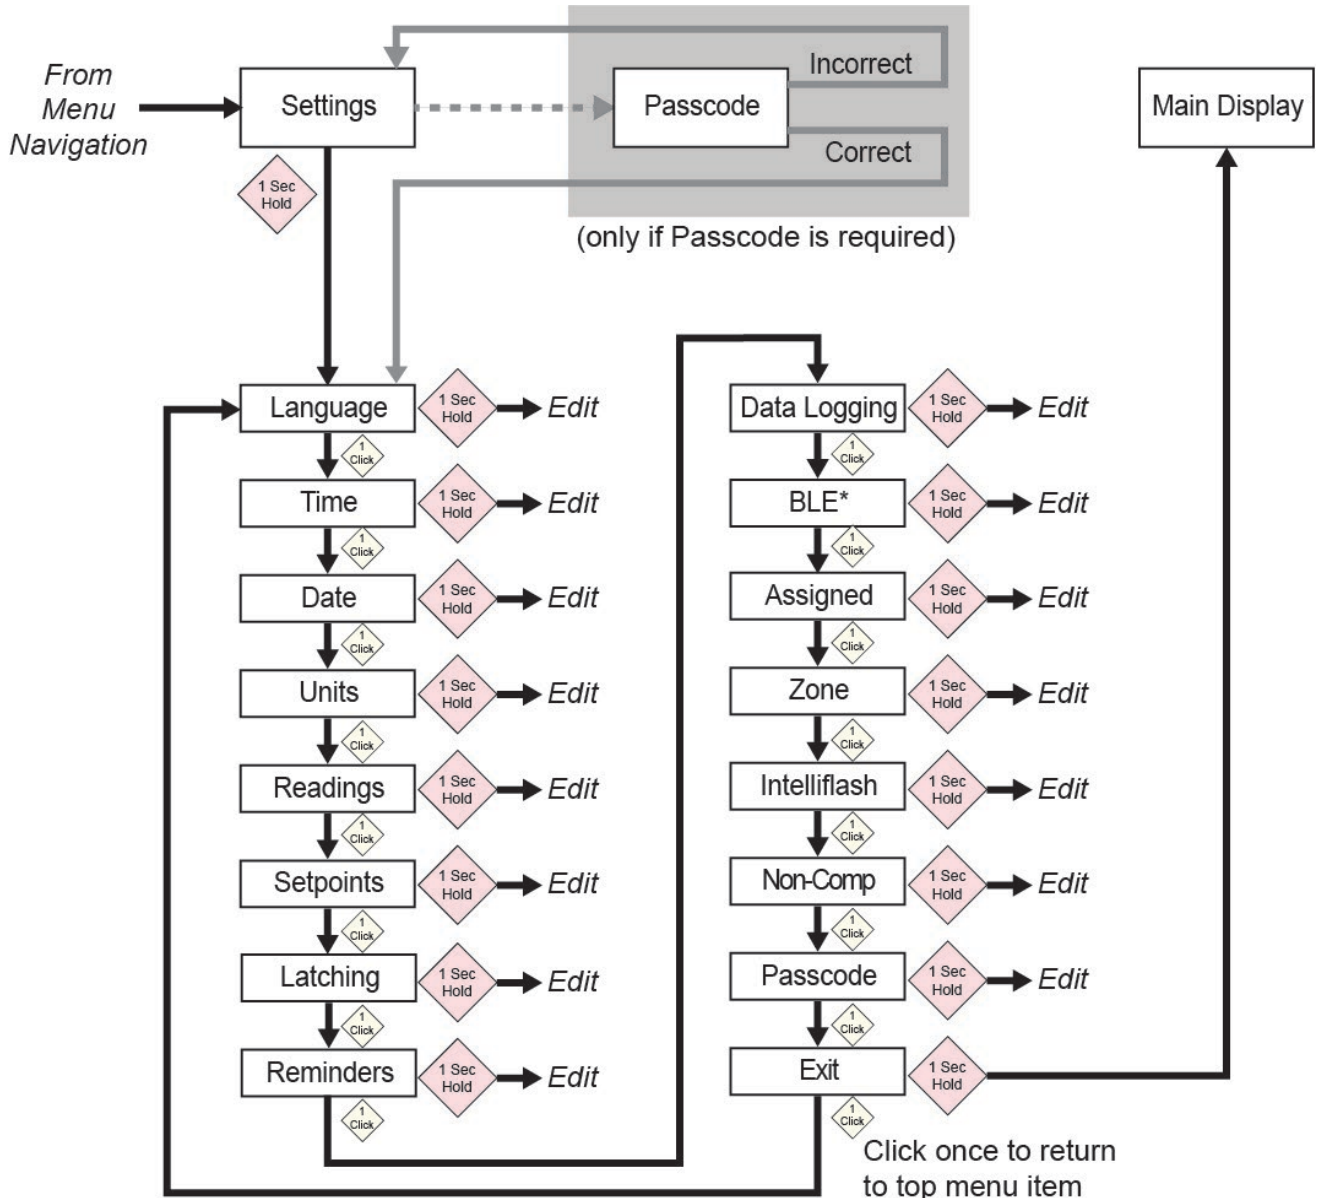 From
Menu
Navigation
Settings
Passcode
Incorrect
Correct
Main Display
1 Sec
Hold
(only if Passcode is required)
Language
1 Sec
Hold
Edit
1
Click
Time
1 Sec
Hold
Edit
1
Click
Date
1 Sec
Hold
Edit
1
Click
Units
1 Sec
Hold
Edit
1
Click
Readings
1 Sec
Hold
Edit
1
Click
Setpoints
1 Sec
Hold
Edit
1
Click
Latching
1 Sec
Hold
Edit
1
Click
Reminders
1 Sec
Hold
Edit
1
Click
Data Logging
1 Sec
Hold
Edit
1
Click
BLE*
1 Sec
Hold
Edit
1
Click
Assigned
1 Sec
Hold
Edit
1
Click
Zone
1 Sec
Hold
Edit
1
Click
Intelliflash
1 Sec
Hold
Edit
1
Click
Non-Comp
1 Sec
Hold
Edit
1
Click
Passcode
1 Sec
Hold
Edit
1
Click
Exit
1 Sec
Hold
1
Click
Click once to return
to top menu item